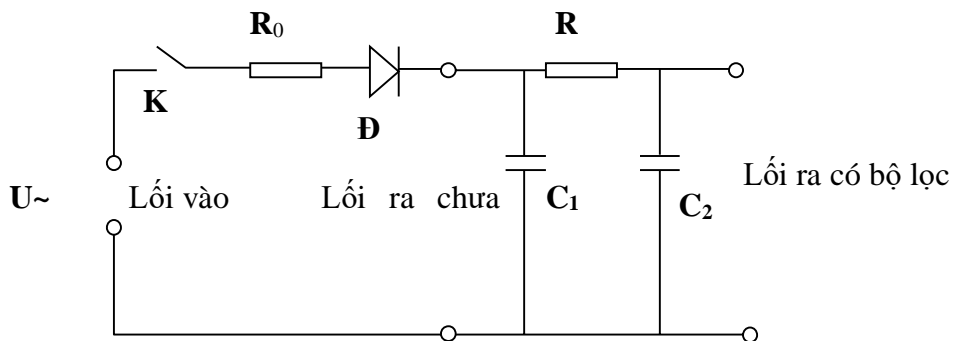 R₀
R
K
Đ
U~
Lối vào
Lối ra chưa
C₁
C₂
Lối ra có bộ lọc